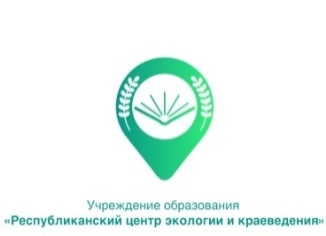 Учреждение образования
«Республиканский центр экологии и краеведения»